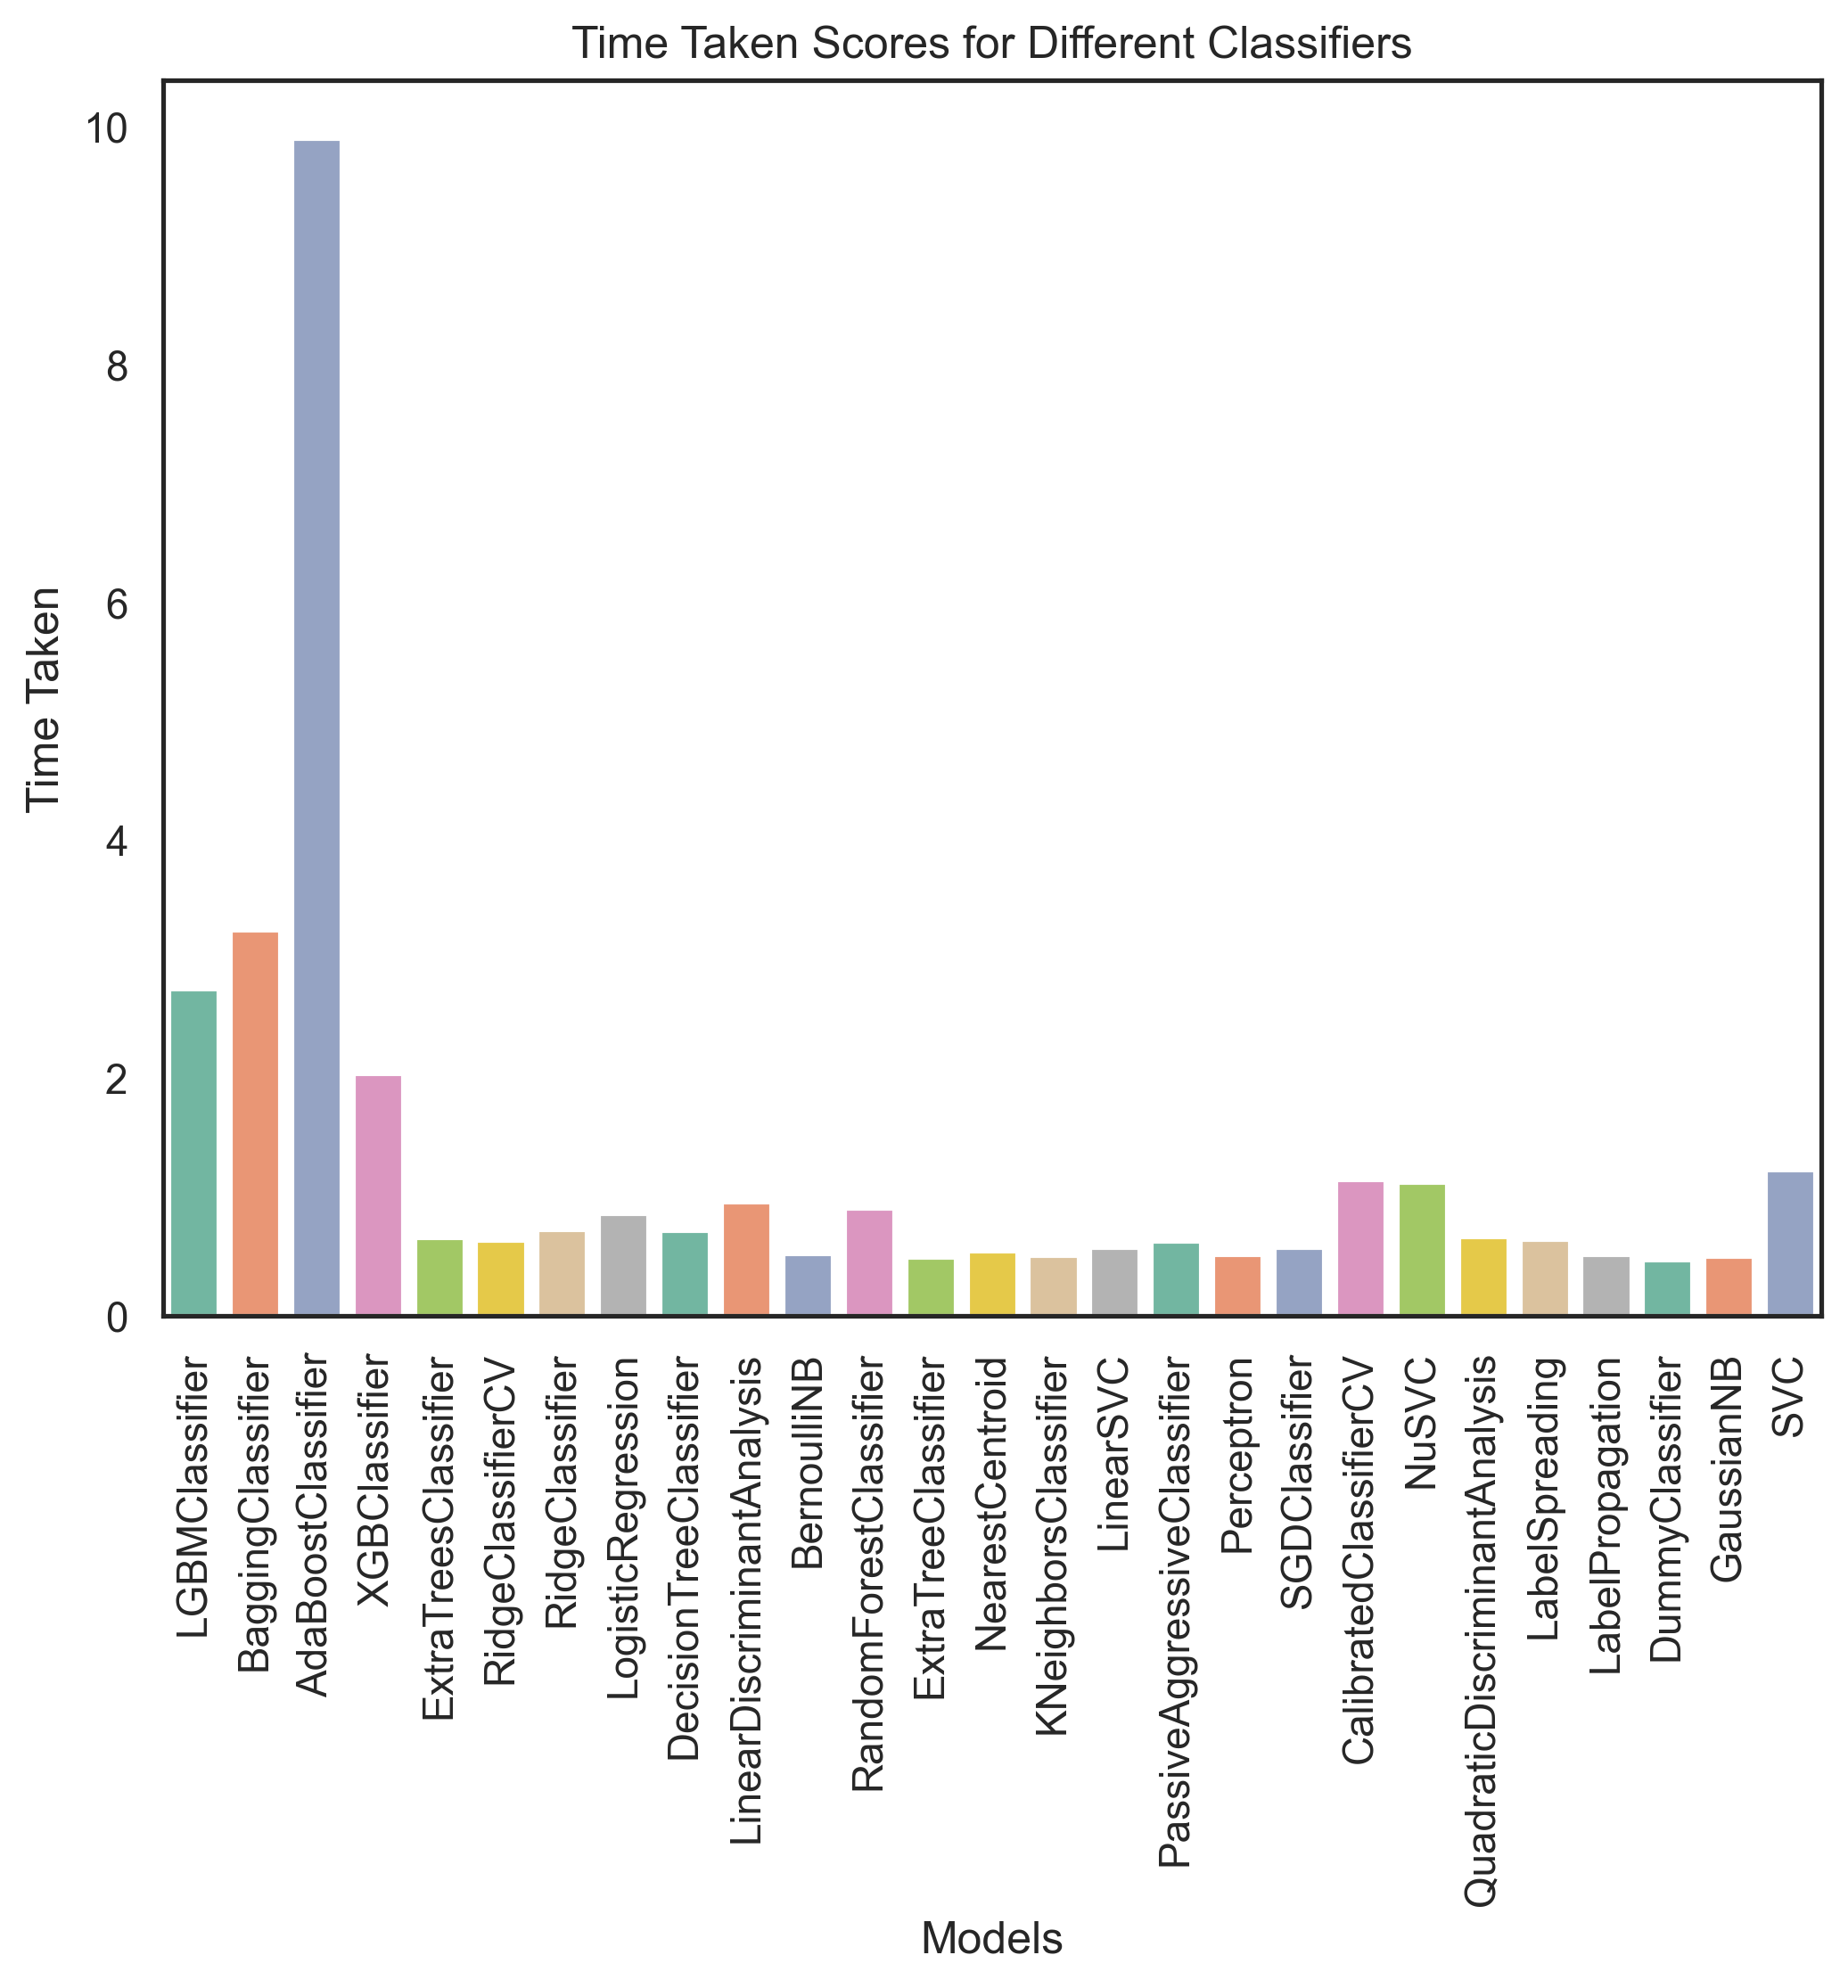 Time Taken Scores for Different Classifiers
10
8
6
4
2
0
Time Taken
LGBMClassifier
BaggingClassifier
AdaBoostClassifier
XGBClassifier
ExtraTreesClassifier
RidgeClassifierCV
RidgeClassifier
LogisticRegression
DecisionTreeClassifier
LinearDiscriminantAnalysis
BernoulliNB
RandomForestClassifier
ExtraTreeClassifier
NearestCentroid
KNeighborsClassifier
LinearSVC
PassiveAggressiveClassifier
Perceptron
SGDClassifier
CalibratedClassifierCV
NuSVC
QuadraticDiscriminantAnalysis
LabelSpreading
LabelPropagation
DummyClassifier
GaussianNB
SVC
Models